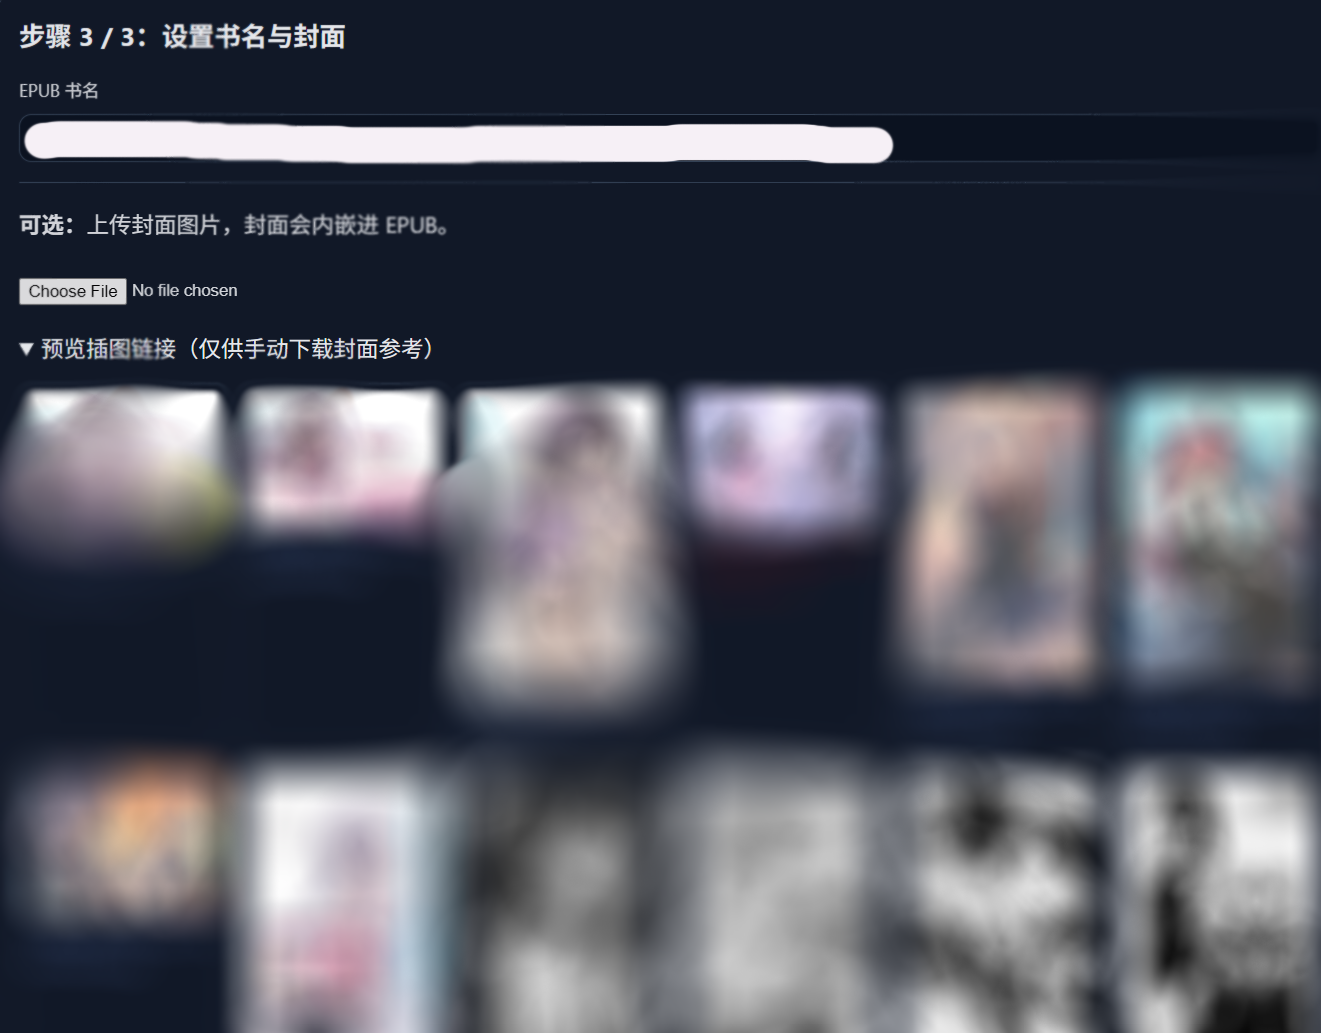 步骤 3 / 3：设置书名与封面
EPUB 书名
可选：上传封面图片，封面会内嵌进 EPUB。
Choose File No file chosen
▼ 预览插图链接（仅供手动下载封面参考）